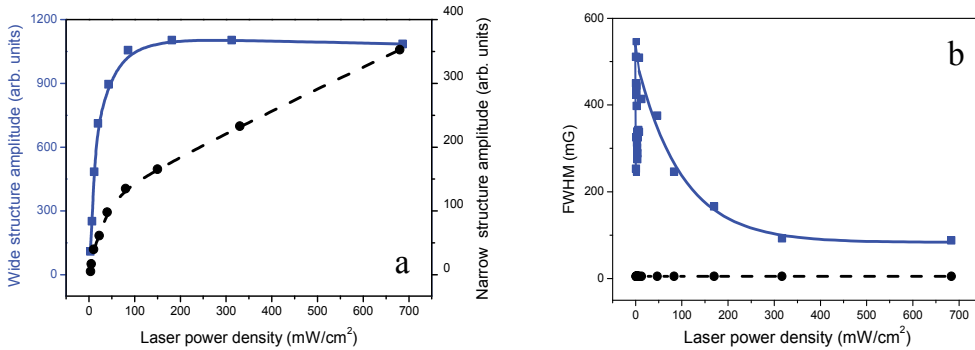 Wide structure amplitude (arb. units)
1200
900
600
300
0
400
300
200
100
0
Narrow structure amplitude (arb. units)
a
0 100 200 300 400 500 600 700
Laser power density (mW/cm²)
FWHM (mG)
600
400
200
0
b
0 100 200 300 400 500 600 700
Laser power density (mW/cm²)